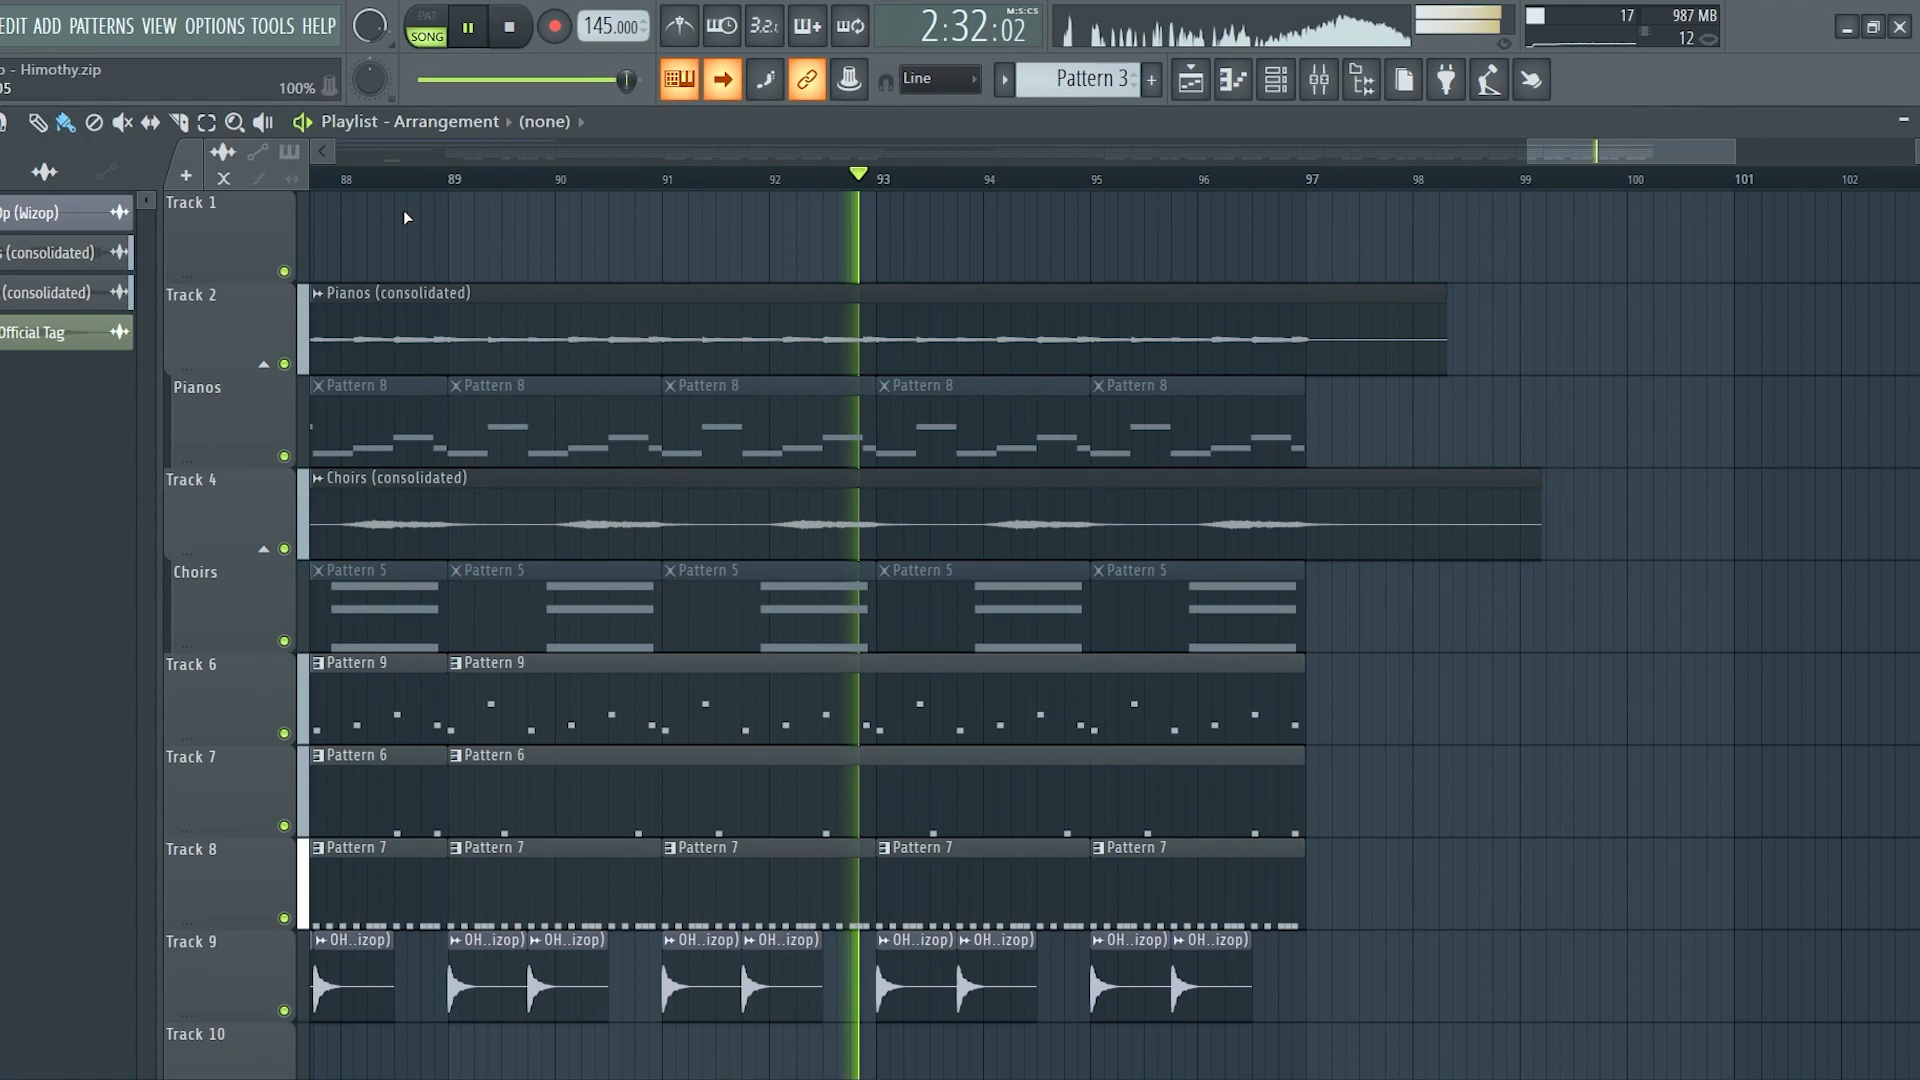 EDIT ADD PATTERNS VIEW OPTIONS TOOLS HELP
PAT
SONG
145.000
3.2.
2:32:02
M:S:CS
17
987 MB
12
- Himothy.zip
100%
Line
Pattern 3
+
Playlist - Arrangement
(none)
88
89
90
91
92
93
94
95
96
97
98
99
100
101
102
(Wizop)
(consolidated)
(consolidated)
Official Tag
Track 1
Track 2
Pianos (consolidated)
Pianos
Pattern 8
Pattern 8
Pattern 8
Pattern 8
Pattern 8
Track 4
Choirs (consolidated)
Choirs
Pattern 5
Pattern 5
Pattern 5
Pattern 5
Pattern 5
Track 6
Pattern 9
Pattern 9
Track 7
Pattern 6
Pattern 6
Track 8
Pattern 7
Pattern 7
Pattern 7
Pattern 7
Pattern 7
Track 9
OH..izop)
OH..izop)
OH..izop)
OH..izop)
OH..izop)
OH..izop)
OH..izop)
OH..izop)
OH..izop)
Track 10